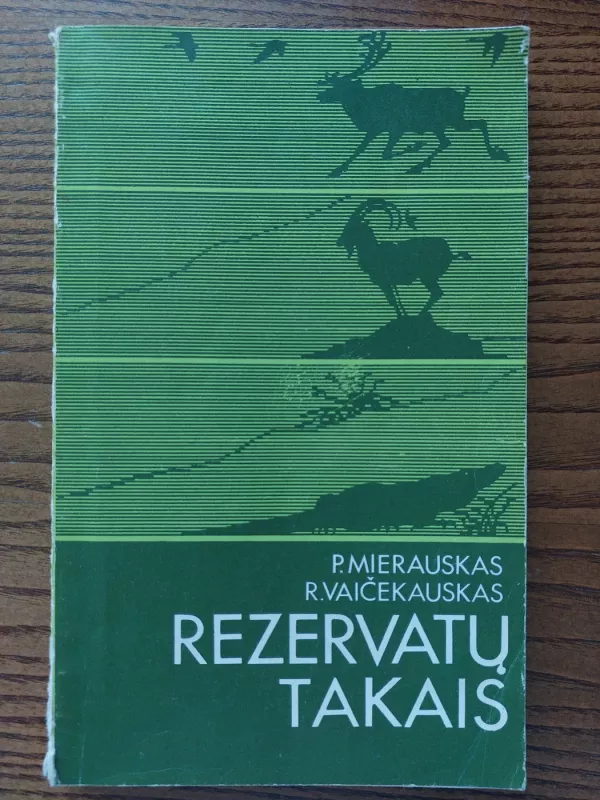 P. MIERAUSKAS
R. VAIČEKAUSKAS
REZERVATŲ
TAKAIS